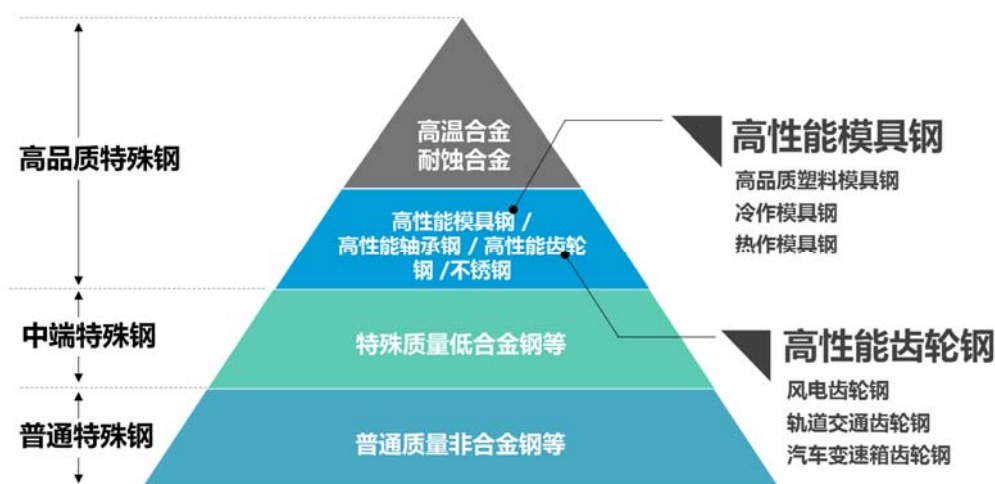 高品质特殊钢
中端特殊钢
普通特殊钢
高温合金
耐蚀合金
高性能模具钢 /
高性能轴承钢 / 高性能齿轮
钢 /不锈钢
特殊质量低合金钢等
普通质量非合金钢等
高性能模具钢
高品质塑料模具钢
冷作模具钢
热作模具钢
高性能齿轮钢
风电齿轮钢
轨道交通齿轮钢
汽车变速箱齿轮钢